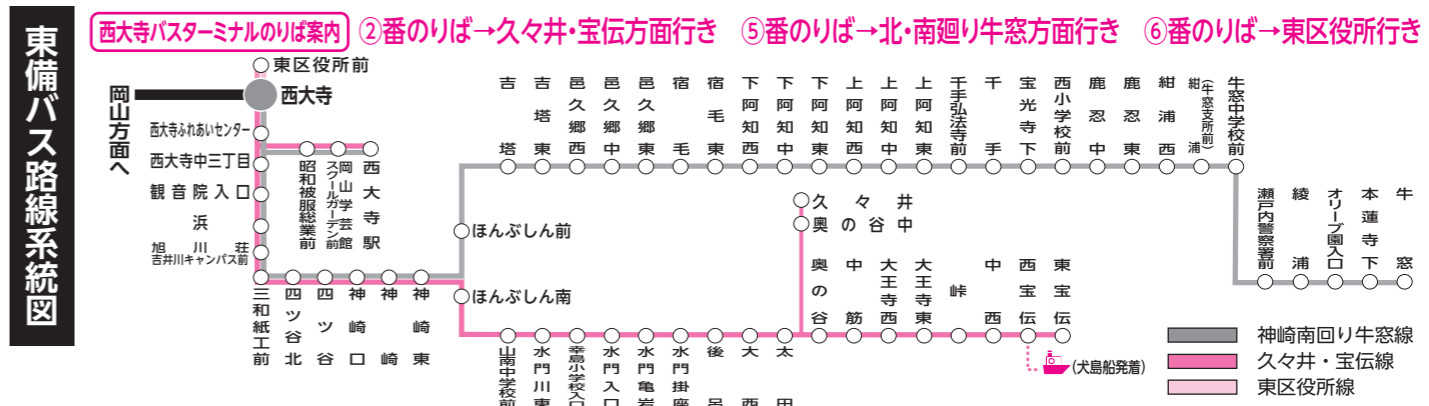 東備バス路線系統図
西大寺バスターミナルのりば案内 ②番のりば→久々井・宝伝方面行き ⑤番のりば→北・南廻り牛窓方面行き ⑥番のりば→東区役所行き
岡山方面へ
東区役所前
西大寺
西大寺ふれあいセンター
西大寺中三丁目
観音院入口
浜
旭川荘
吉井川キャンパス前
昭和被服総業前
岡山学芸館
スクールガーデン前
西大寺駅
三和紙工前
四ツ谷北
四ツ谷
神崎口
神崎
神崎東
ほんぶしん前
ほんぶしん南
吉塔
吉塔東
邑久郷西
邑久郷中
邑久郷東
宿毛
宿毛東
下阿知西
下阿知中
下阿知東
上阿知西
上阿知中
上阿知東
千手弘法寺前
千手
宝光寺下
西小学校前
鹿忍中
鹿忍東
紺浦西
紺浦
(牛窓支所前)
牛窓中学校前
瀬戸内警察署前
綾浦
オリーブ園入口
本蓮寺下
牛窓
久々井
奥の谷中
山南中学校前
水門川東
幸島小学校入口
水門入口
水門亀岩
水門掛座
後呂
大西
太田
奥の谷
中筋
大王寺西
大王寺東
峠
中西
西宝伝
東宝伝
(犬島船発着)
神崎南回り牛窓線
久々井・宝伝線
東区役所線